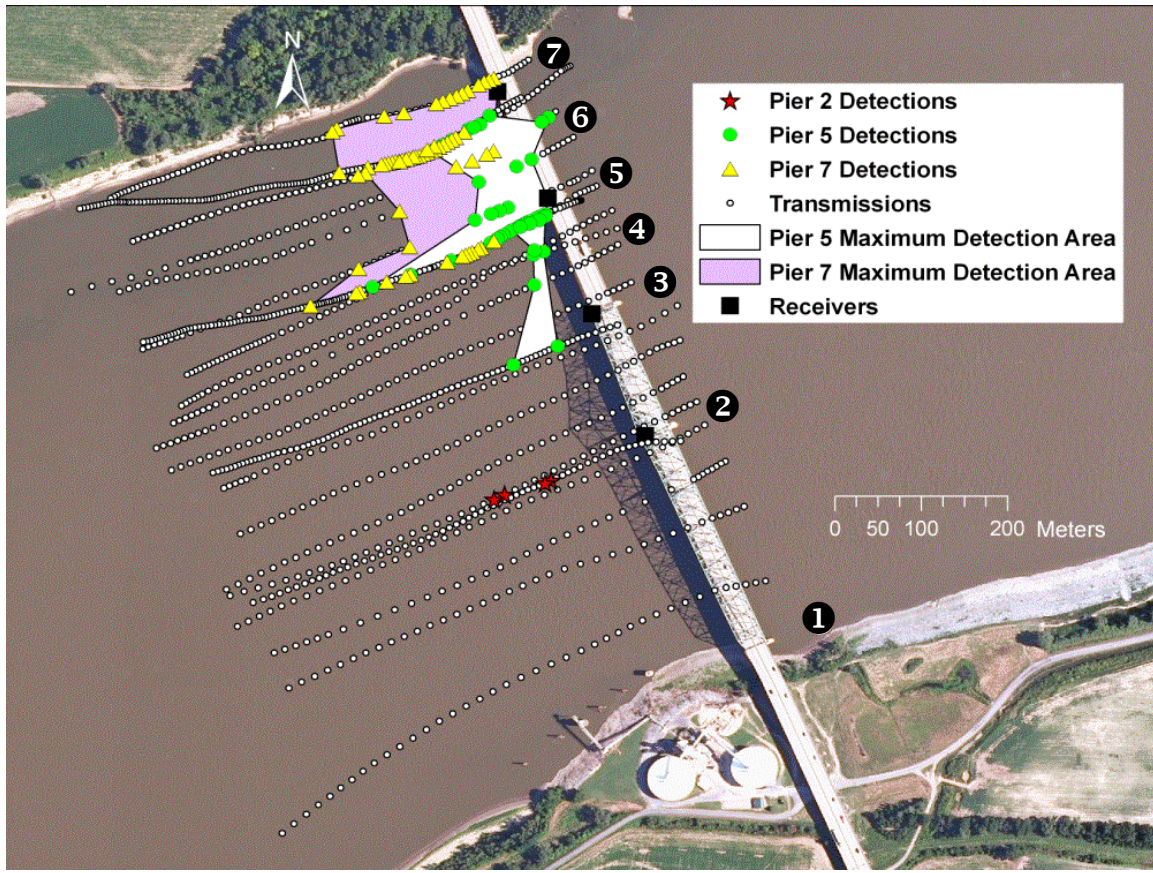 N
7
6
5
4
3
2
1
Pier 2 Detections
Pier 5 Detections
Pier 7 Detections
Transmissions
Pier 5 Maximum Detection Area
Pier 7 Maximum Detection Area
Receivers
0 50 100 200 Meters